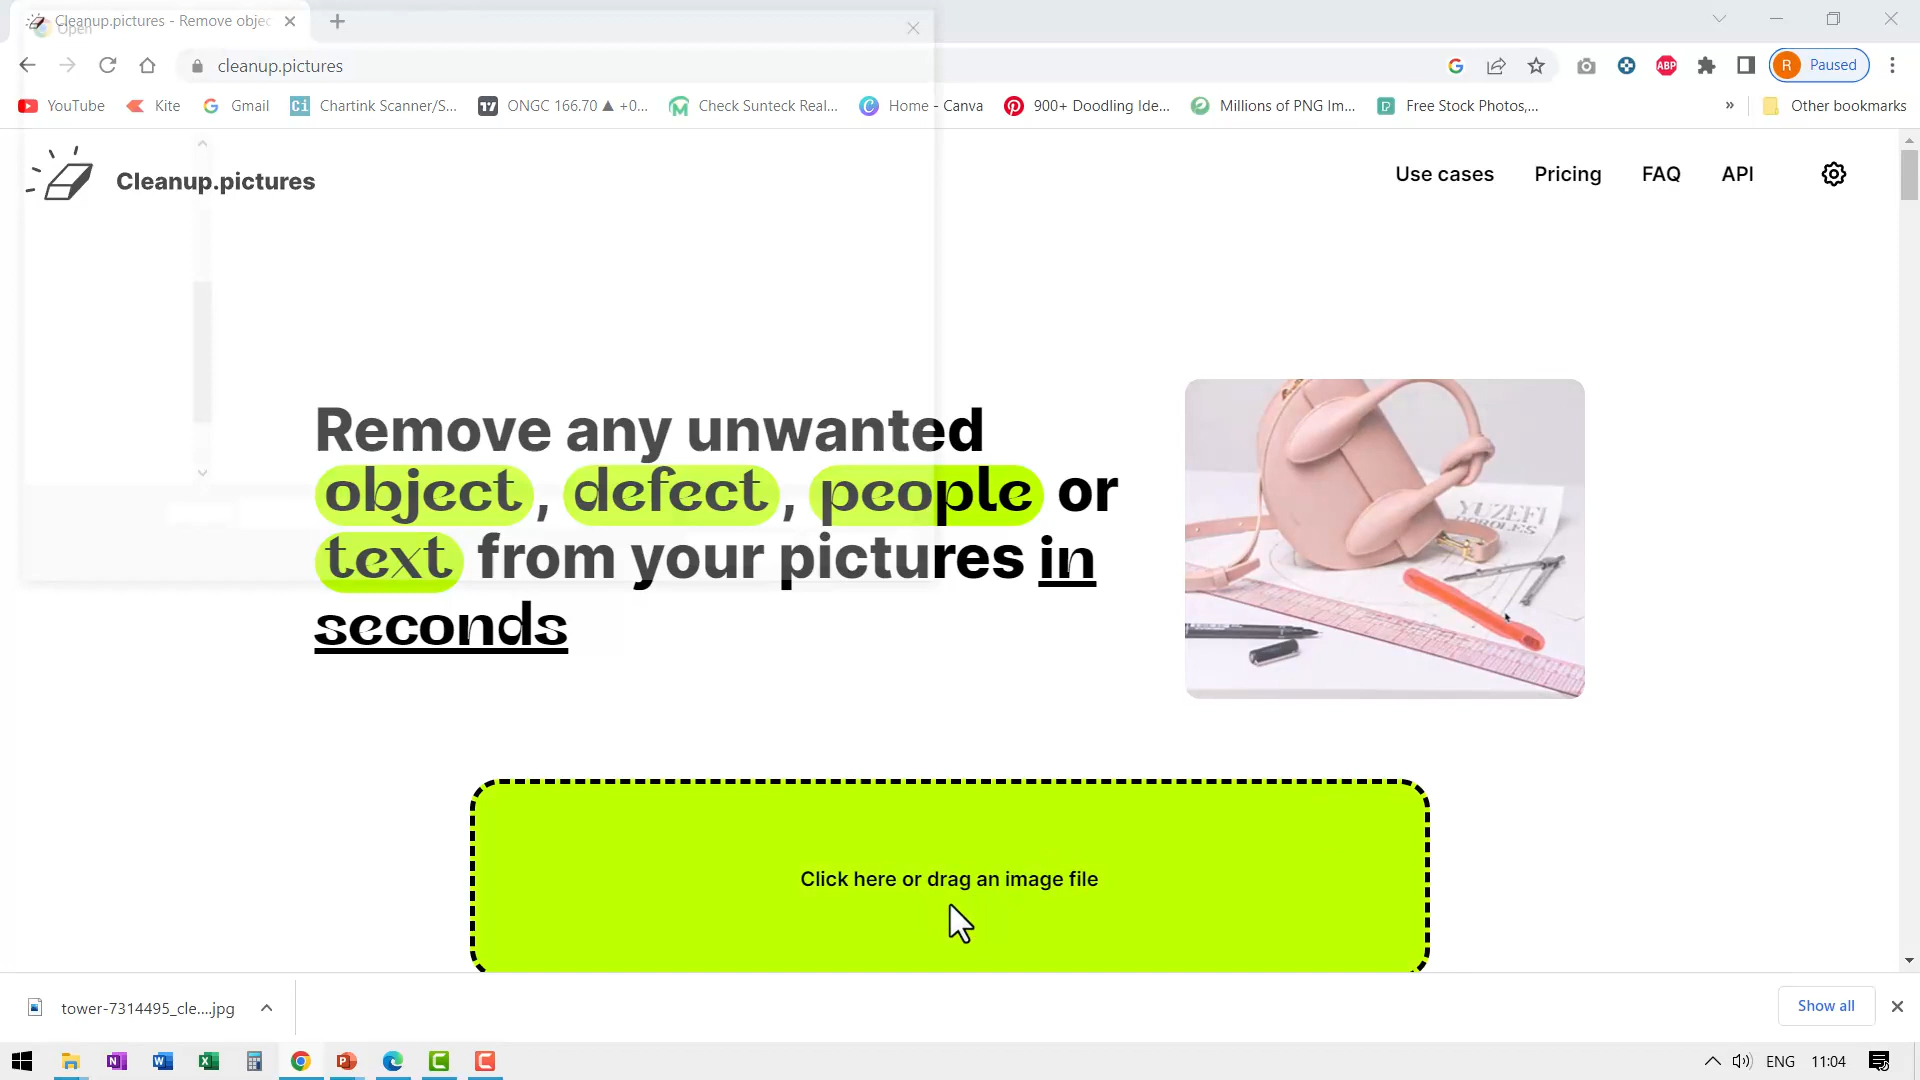 Cleanup.pictures - Remove objec
Open
cleanup.pictures
R Paused
YouTube Kite Gmail Chartink Scanner/S... ONGC 166.70 ▲ +0... Check Sunteck Real... Home - Canva 900+ Doodling Ide... Millions of PNG Im... Free Stock Photos,... » Other bookmarks
Cleanup.pictures
Use cases Pricing FAQ API
Remove any unwanted
object, defect, people or
text from your pictures in
seconds
YUZEFI
Click here or drag an image file
tower-7314495_cle....jpg
Show all
ENG 11:04